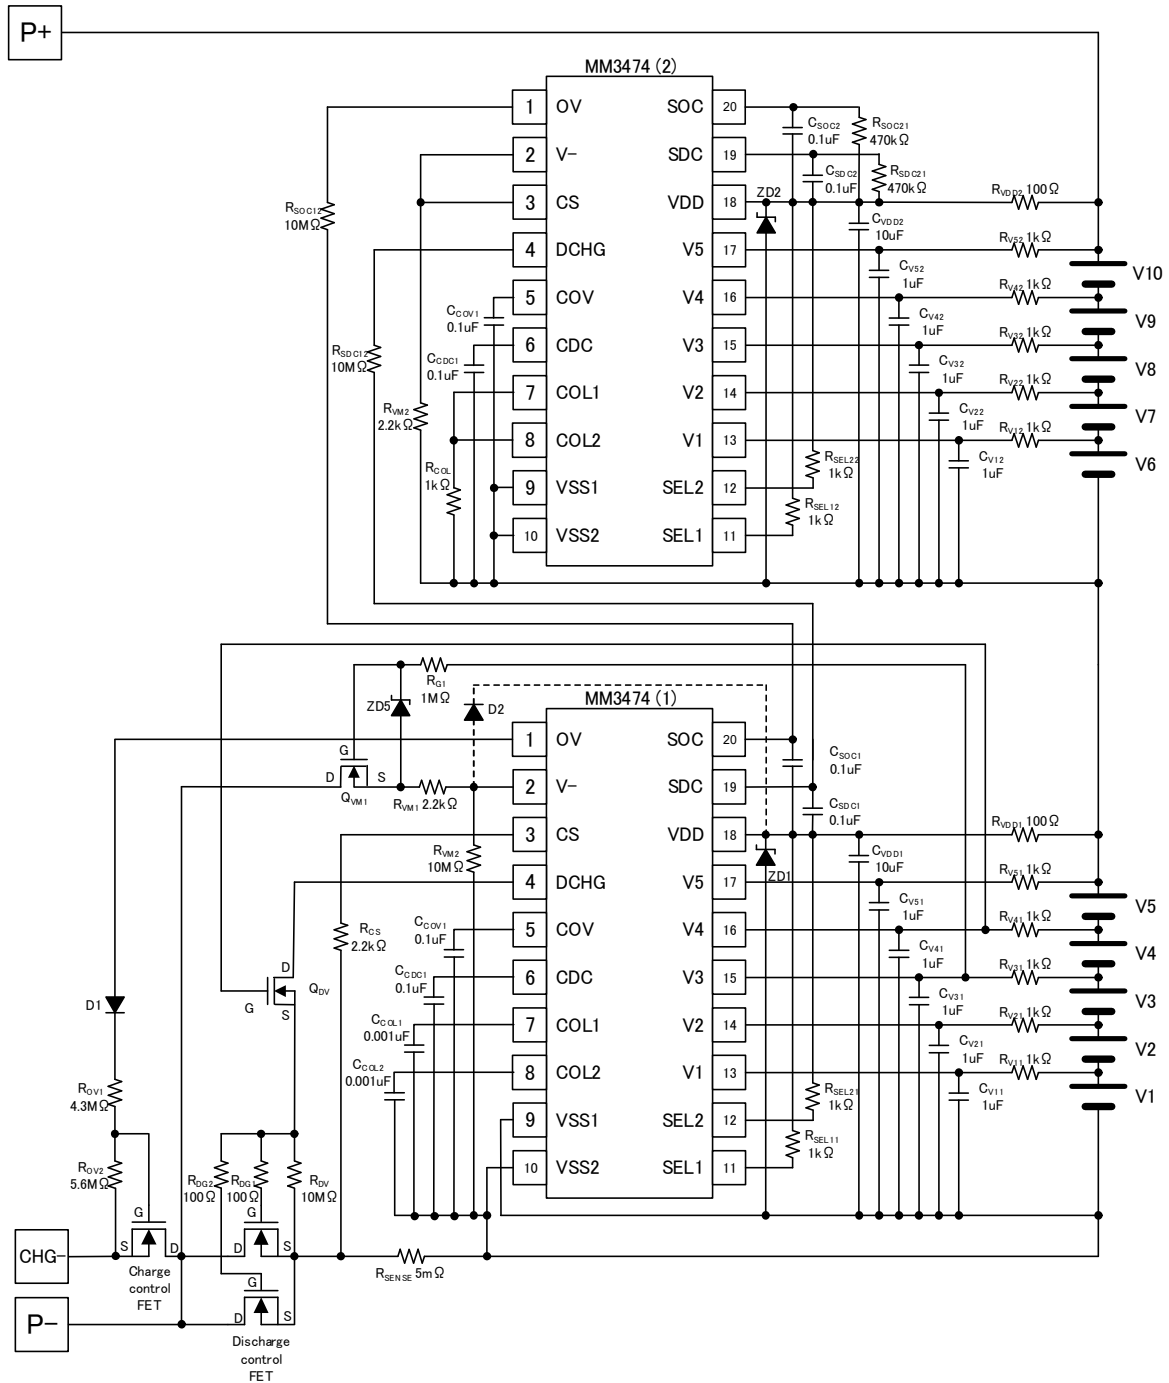 P+
MM3474 (2)
1 OV SOC 20
2 V- SDC 19
3 CS VDD 18
4 DCHG V5 17
5 COV V4 16
6 CDC V3 15
7 COL1 V2 14
8 COL2 V1 13
9 VSS1 SEL2 12
10 VSS2 SEL1 11
CSOC2
0.1uF
RSOC21
470kΩ
CSDC2
0.1uF
RSDC21
470kΩ
ZD2
RVDD2 100Ω
CVDD2
10uF
RV52 1kΩ
CV52
1uF
RV42 1kΩ
CV42
1uF
RV32 1kΩ
CV32
1uF
RV22 1kΩ
CV22
1uF
RV12 1kΩ
CV12
1uF
RSEL22
1kΩ
RSEL12
1kΩ
V10
V9
V8
V7
V6
RSOC12
10MΩ
RSDC12
10MΩ
CCOV1
0.1uF
CCDC1
0.1uF
RVM2
2.2kΩ
RCOL
1kΩ
MM3474 (1)
1 OV SOC 20
2 V- SDC 19
3 CS VDD 18
4 DCHG V5 17
5 COV V4 16
6 CDC V3 15
7 COL1 V2 14
8 COL2 V1 13
9 VSS1 SEL2 12
10 VSS2 SEL1 11
RG1
1MΩ
ZD5
D2
G
D S
QVM1
RVM1 2.2kΩ
RVM2
10MΩ
RCS
2.2kΩ
CCOV1
0.1uF
CCDC1
0.1uF
CCOL1
0.001uF
CCOL2
0.001uF
D
QDV
G
S
D1
ROV1
4.3MΩ
ROV2
5.6MΩ
RDG2
100Ω
RDG1
100Ω
RDV
10MΩ
CSOC1
0.1uF
CSDC1
0.1uF
ZD1
RVDD1 100Ω
CVDD1
10uF
RV51 1kΩ
CV51
1uF
RV41 1kΩ
CV41
1uF
RV31 1kΩ
CV31
1uF
RV21 1kΩ
CV21
1uF
RV11 1kΩ
CV11
1uF
RSEL21
1kΩ
RSEL11
1kΩ
V5
V4
V3
V2
V1
CHG-
G
S D
Charge
control
FET
G
D S
RSENSE 5mΩ
P-
G
D S
Discharge
control
FET